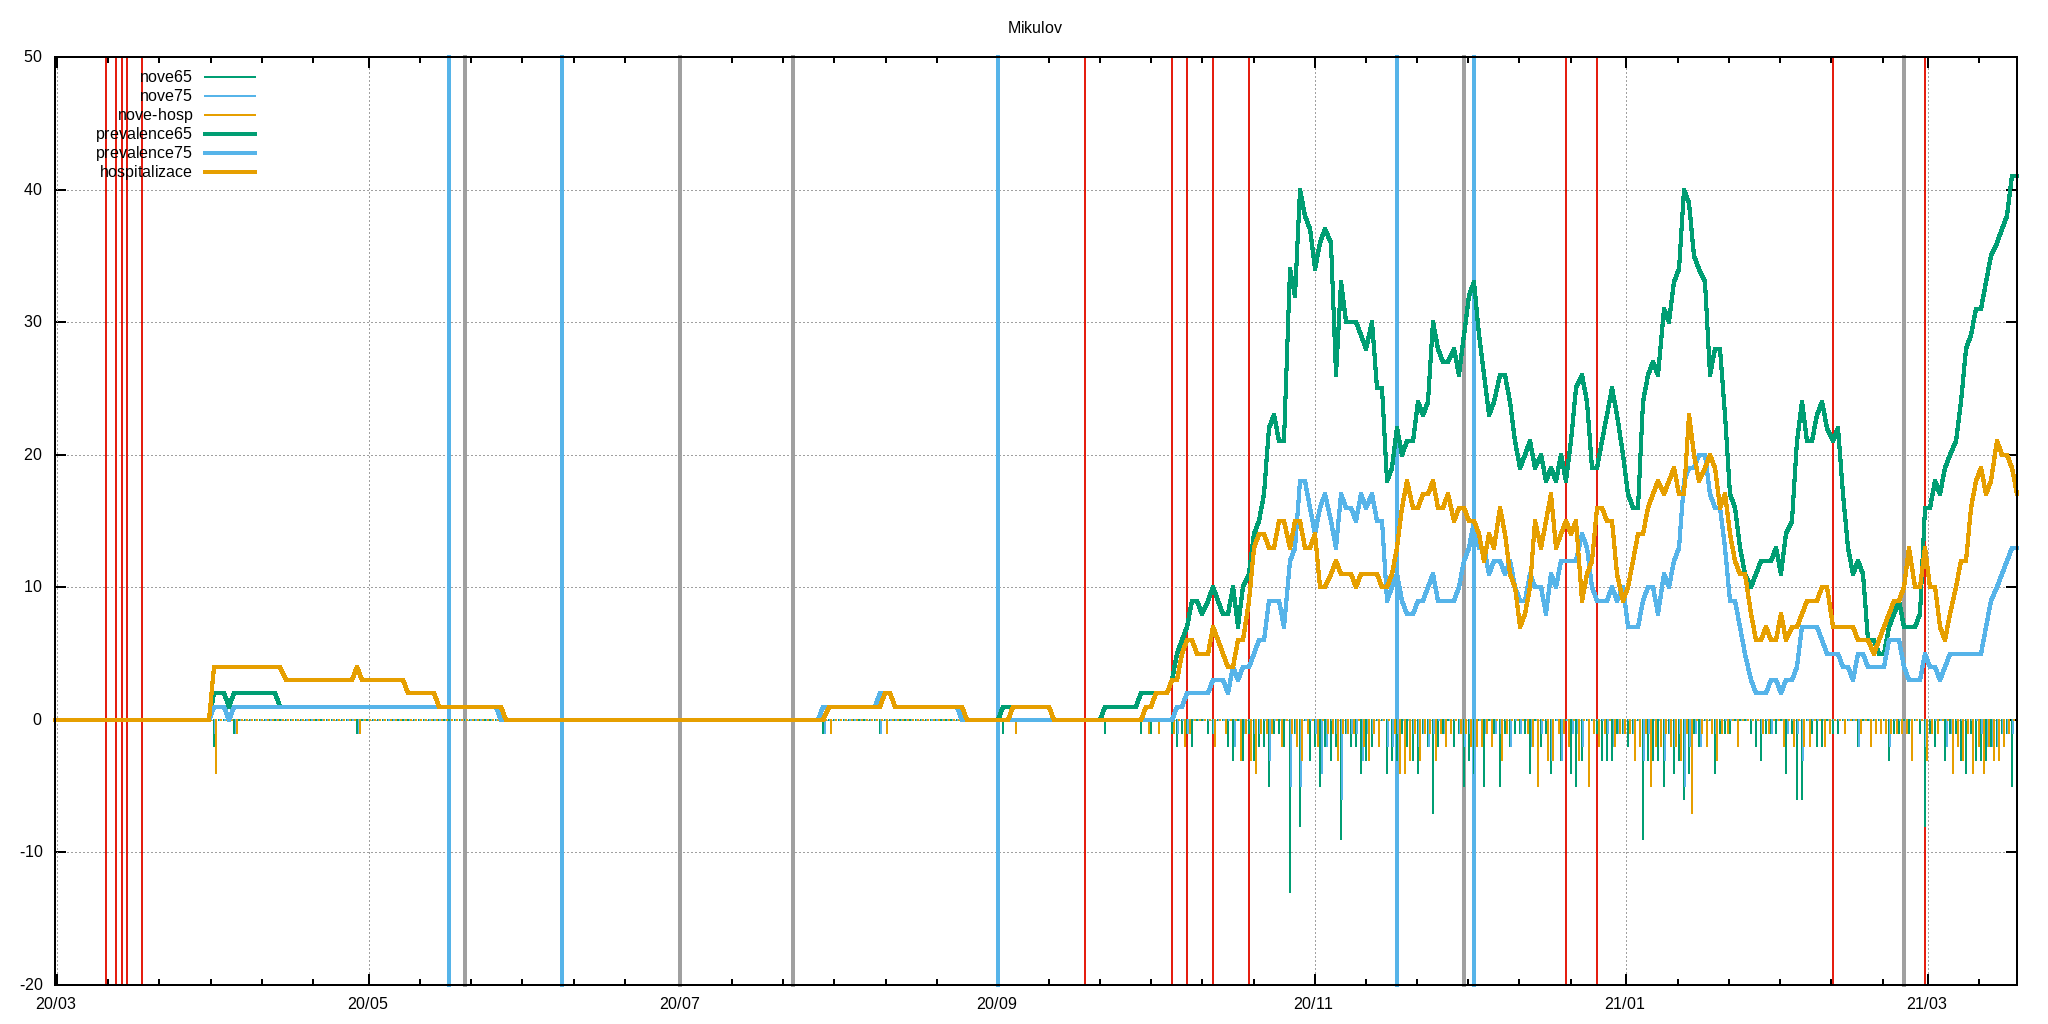 Mikulov
50
nove65
nove75
nove-hosp
prevalence65
prevalence75
hospitalizace
40
30
20
10
0
-10
-20
20/03 20/05 20/07 20/09 20/11 21/01 21/03